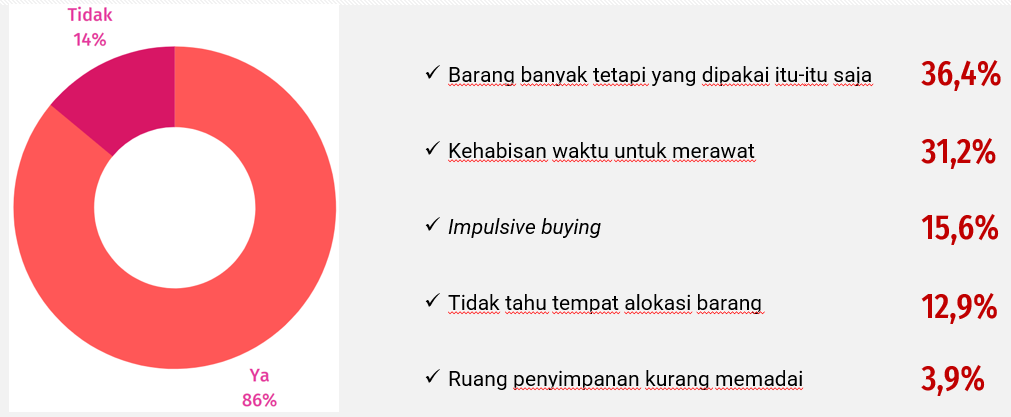 Tidak
14%
Ya
86%
✓ Barang banyak tetapi yang dipakai itu-itu saja 36,4%
✓ Kehabisan waktu untuk merawat 31,2%
✓ Impulsive buying 15,6%
✓ Tidak tahu tempat alokasi barang 12,9%
✓ Ruang penyimpanan kurang memadai 3,9%